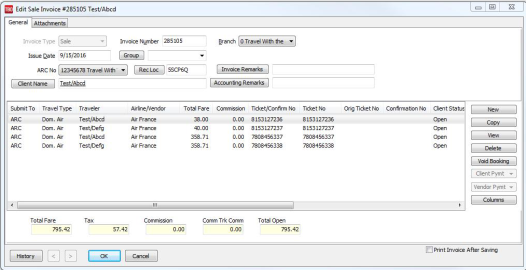 TBO Edit Sale Invoice #285105 Test/Abcd
General Attachments
Invoice Type Sale Invoice Number 285105 Branch 0 Travel With the
Issue Date 9/15/2016 Group
ARC No 12345678 Travel With Rec Loc 5SCP6Q Invoice Remarks
Client Name Test/Abcd Accounting Remarks
Submit To Travel Type Traveler Airline/Vendor Total Fare Commission Ticket/Confirm No Ticket No Orig Ticket No Confirmation No Client Status
ARC Dom. Air Test/Abcd Air France 38.00 0.00 8153127236 8153127236 Open
ARC Dom. Air Test/Defg Air France 40.00 0.00 8153127237 8153127236 Open
ARC Dom. Air Test/Abcd Air France 358.71 0.00 7808456337 7808456337 Open
ARC Dom. Air Test/Defg Air France 358.71 0.00 7808456338 7808456338 Open
New
Copy
View
Delete
Void Booking
Client Pymt
Vendor Pymt
Columns
Total Fare Tax Commission Comm Trk Comm Total Open
795.42 57.42 0.00 0.00 795.42
Print Invoice After Saving
History < > OK Cancel